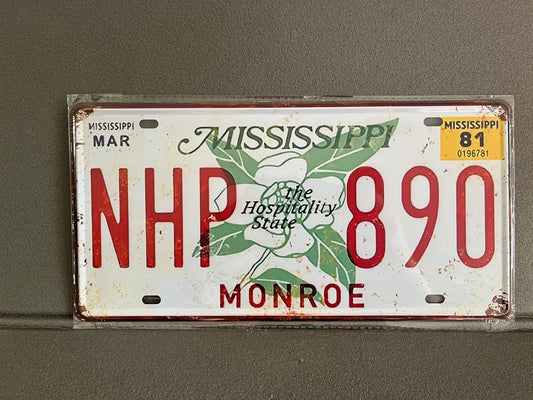 MISSISSIPPI
MAR
MISSISSIPPI
MISSISSIPPI
81
0196781
NHP 890
the
Hospitality
State
MONROE